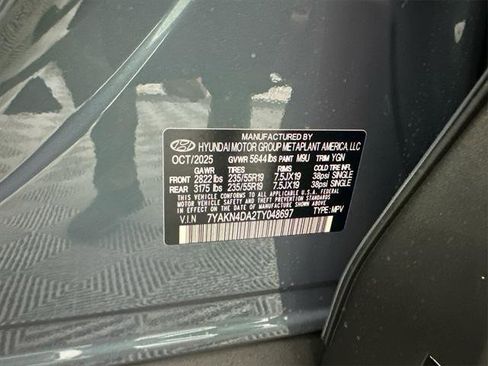 HYUNDAI MOTOR GROUP METAPLANT AMERICA, LLC
OCT/2025 GVWR 5644 lbs PAINT M9U TRIM YGN
GAWR TIRES RIMS COLD TIRE INF.PR.
FRONT 2822 lbs 235/55R19 7.5JX19 38psi SINGLE
REAR 3175 lbs 235/55R19 7.5JX19 38psi SINGLE
THIS VEHICLE CONFORMS TO ALL APPLICABLE U.S.A. FEDERAL
MOTOR VEHICLE SAFETY, BUMPER, AND THEFT PREVENTION STANDARDS
IN EFFECT ON THE DATE OF MANUFACTURE SHOWN ABOVE.
V.I.N 7YAKN4DA2TY048697 TYPE: MPV